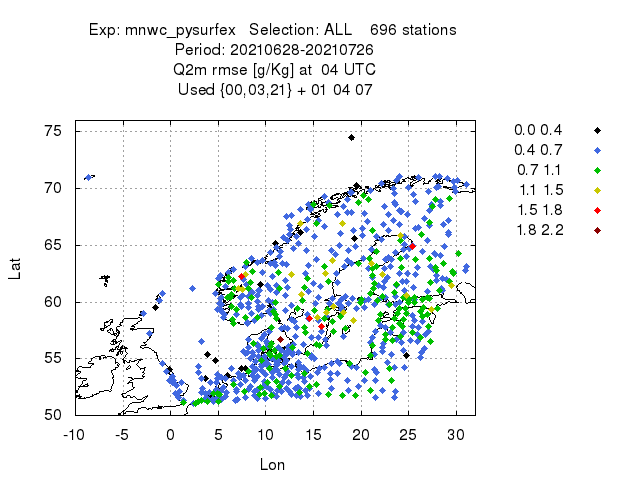 Exp: mnwc_pysurfex Selection: ALL 696 stations
Period: 20210628-20210726
Q2m rmse [g/Kg] at 04 UTC
Used {00,03,21} + 01 04 07
0.0 0.4
0.4 0.7
0.7 1.1
1.1 1.5
1.5 1.8
1.8 2.2
75
70
65
60
55
50
Lat
-10 -5 0 5 10 15 20 25 30
Lon